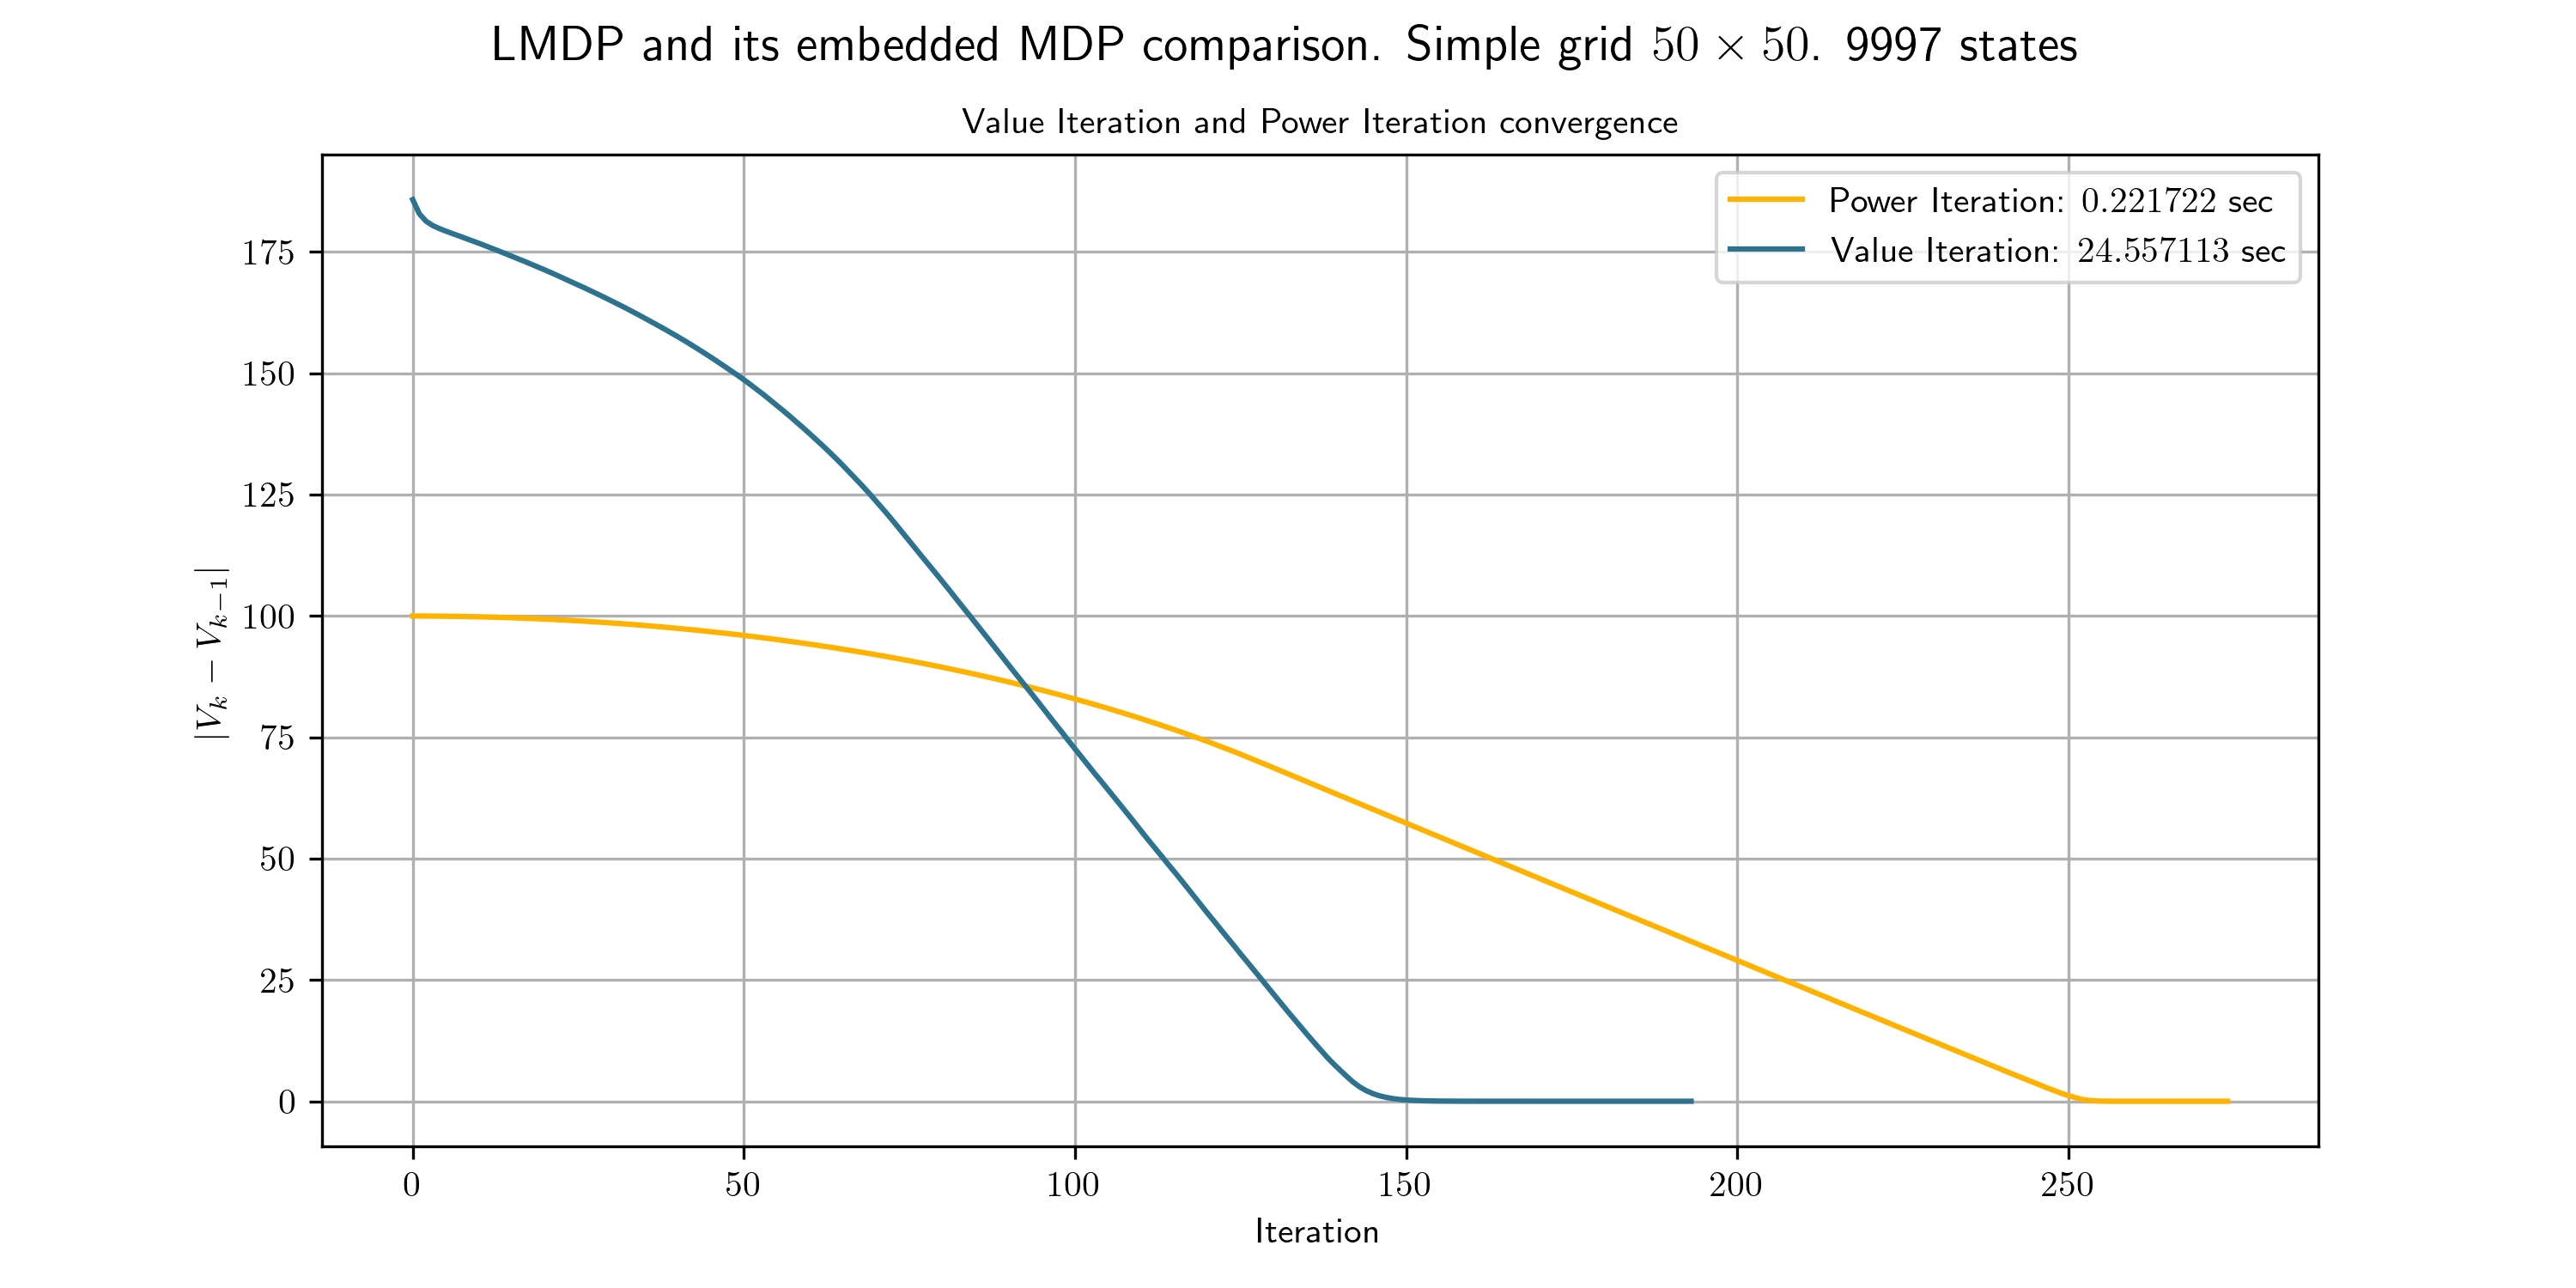 LMDP and its embedded MDP comparison. Simple grid 50 × 50. 9997 states
Value Iteration and Power Iteration convergence
Power Iteration: 0.221722 sec
Value Iteration: 24.557113 sec
|V_k − V_{k−1}|
175
150
125
100
75
50
25
0
0 50 100 150 200 250
Iteration